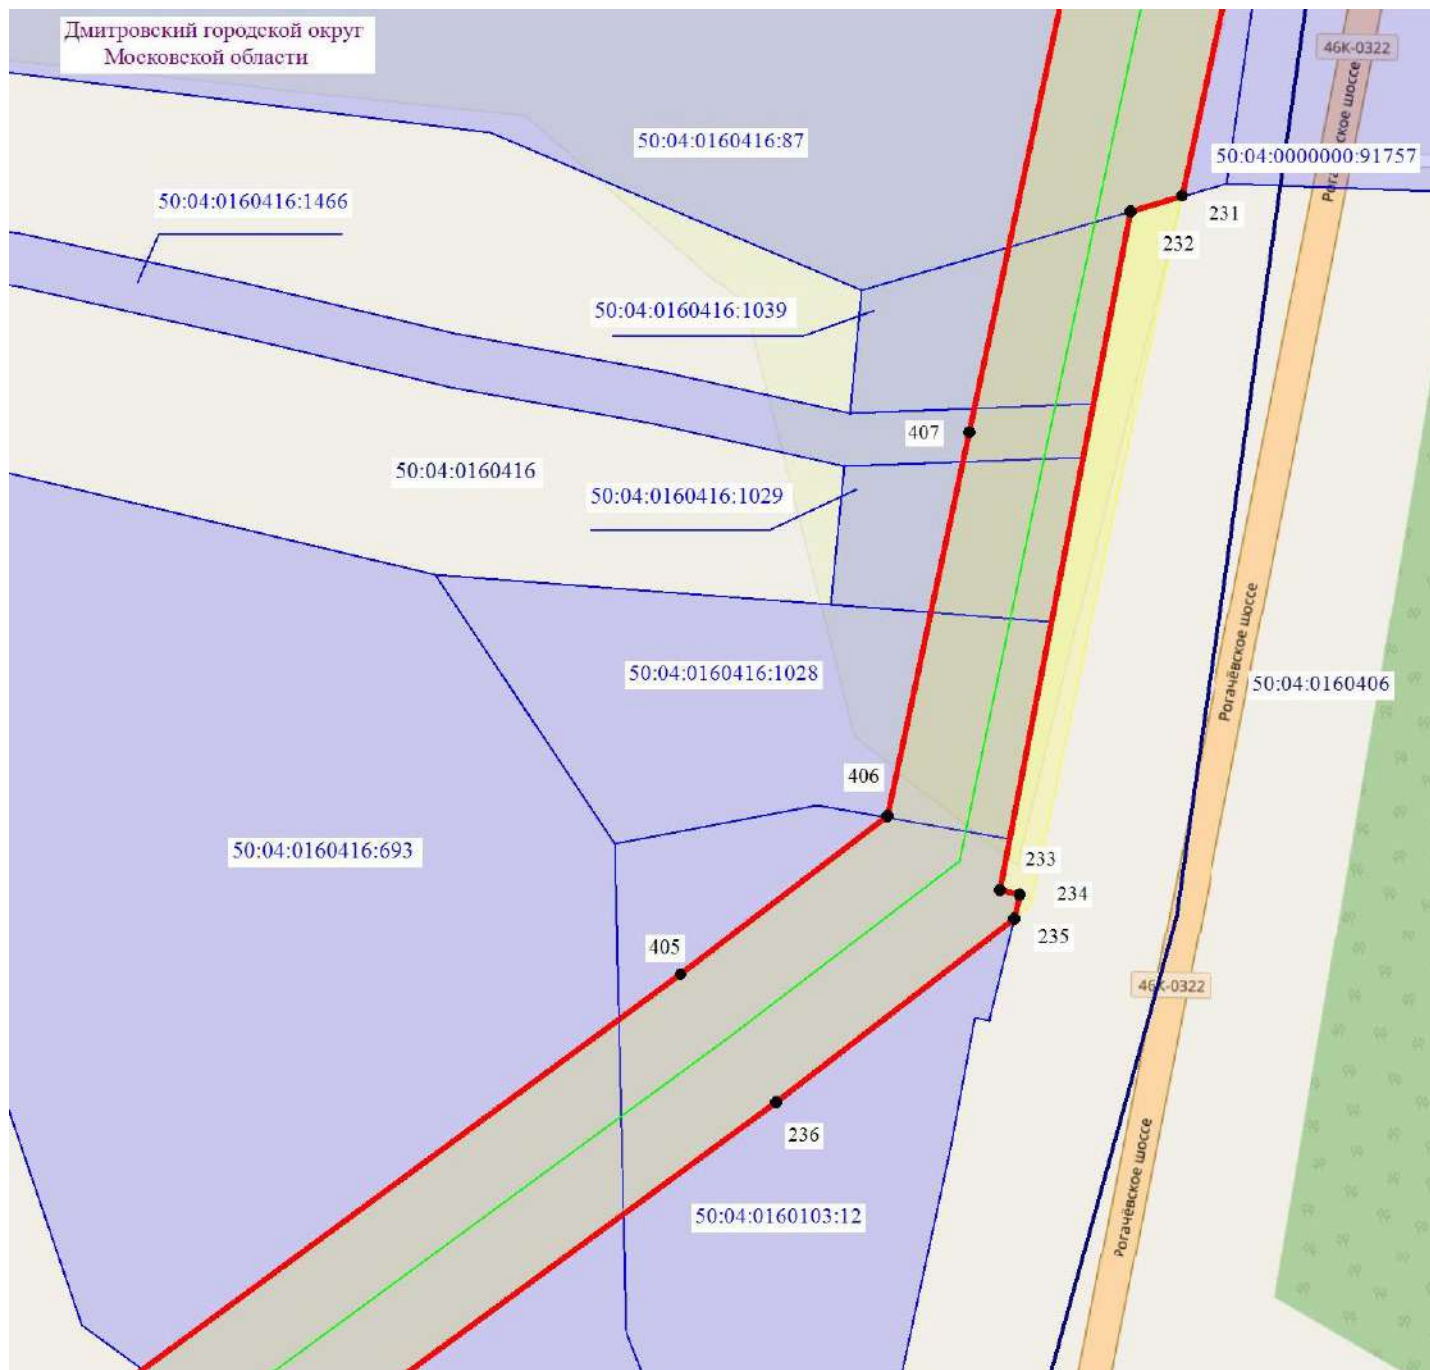 Дмитровский городской округ
Московской области
46К-0322
Рогачёвское шоссе
50:04:0160416:87
50:04:0000000:91757
50:04:0160416:1466
231
232
50:04:0160416:1039
407
50:04:0160416
50:04:0160416:1029
Рогачёвское шоссе
50:04:0160416:1028
50:04:0160406
406
50:04:0160416:693
233
234
235
405
46К-0322
236
Рогачёвское шоссе
50:04:0160103:12